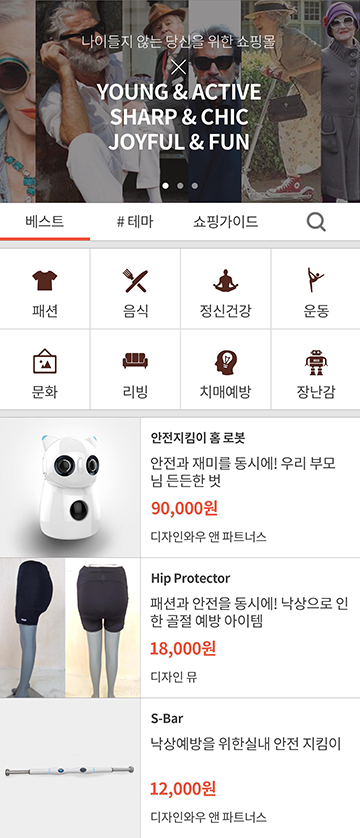 나이들지 않는 당신을 위한 쇼핑몰
YOUNG & ACTIVE
SHARP & CHIC
JOYFUL & FUN
베스트
# 테마
쇼핑가이드
패션
음식
정신건강
운동
문화
리빙
치매예방
장난감
안전지킴이 홈 로봇
안전과 재미를 동시에! 우리 부모
님 든든한 벗
90,000원
디자인와우 앤 파트너스
Hip Protector
패션과 안전을 동시에! 낙상으로 인
한 골절 예방 아이템
18,000원
디자인 뮤
S-Bar
낙상예방을 위한실내 안전 지킴이
12,000원
디자인와우 앤 파트너스